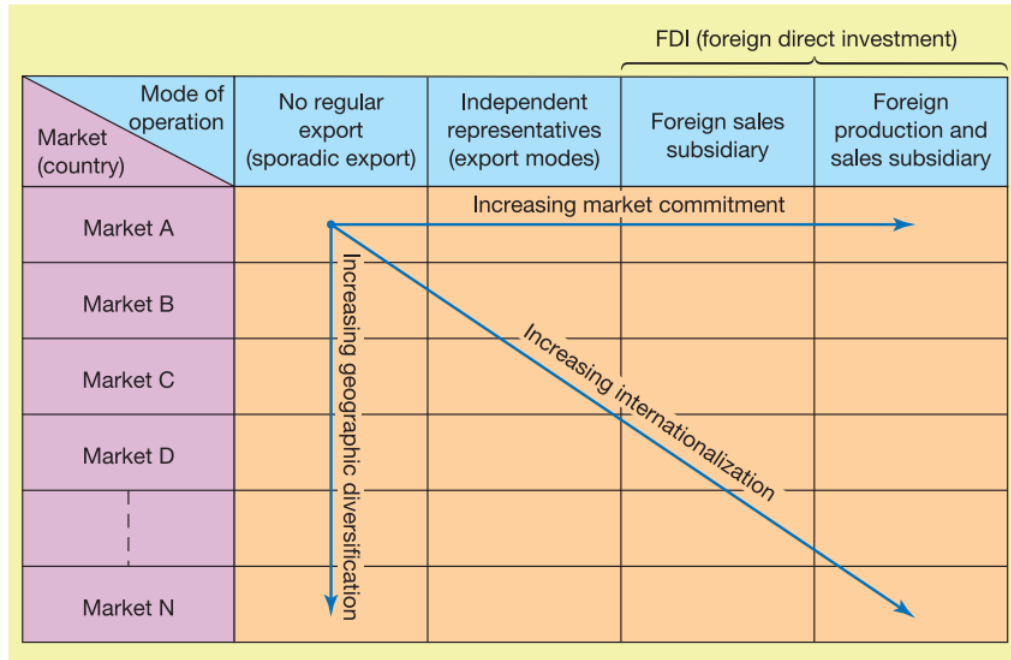 FDI (foreign direct investment)
Mode of
operation
Market
(country)
No regular
export
(sporadic export)
Independent
representatives
(export modes)
Foreign sales
subsidiary
Foreign
production and
sales subsidiary
Market A
Increasing market commitment
Increasing geographic diversification
Market B
Increasing internationalization
Market C
Market D
Market N